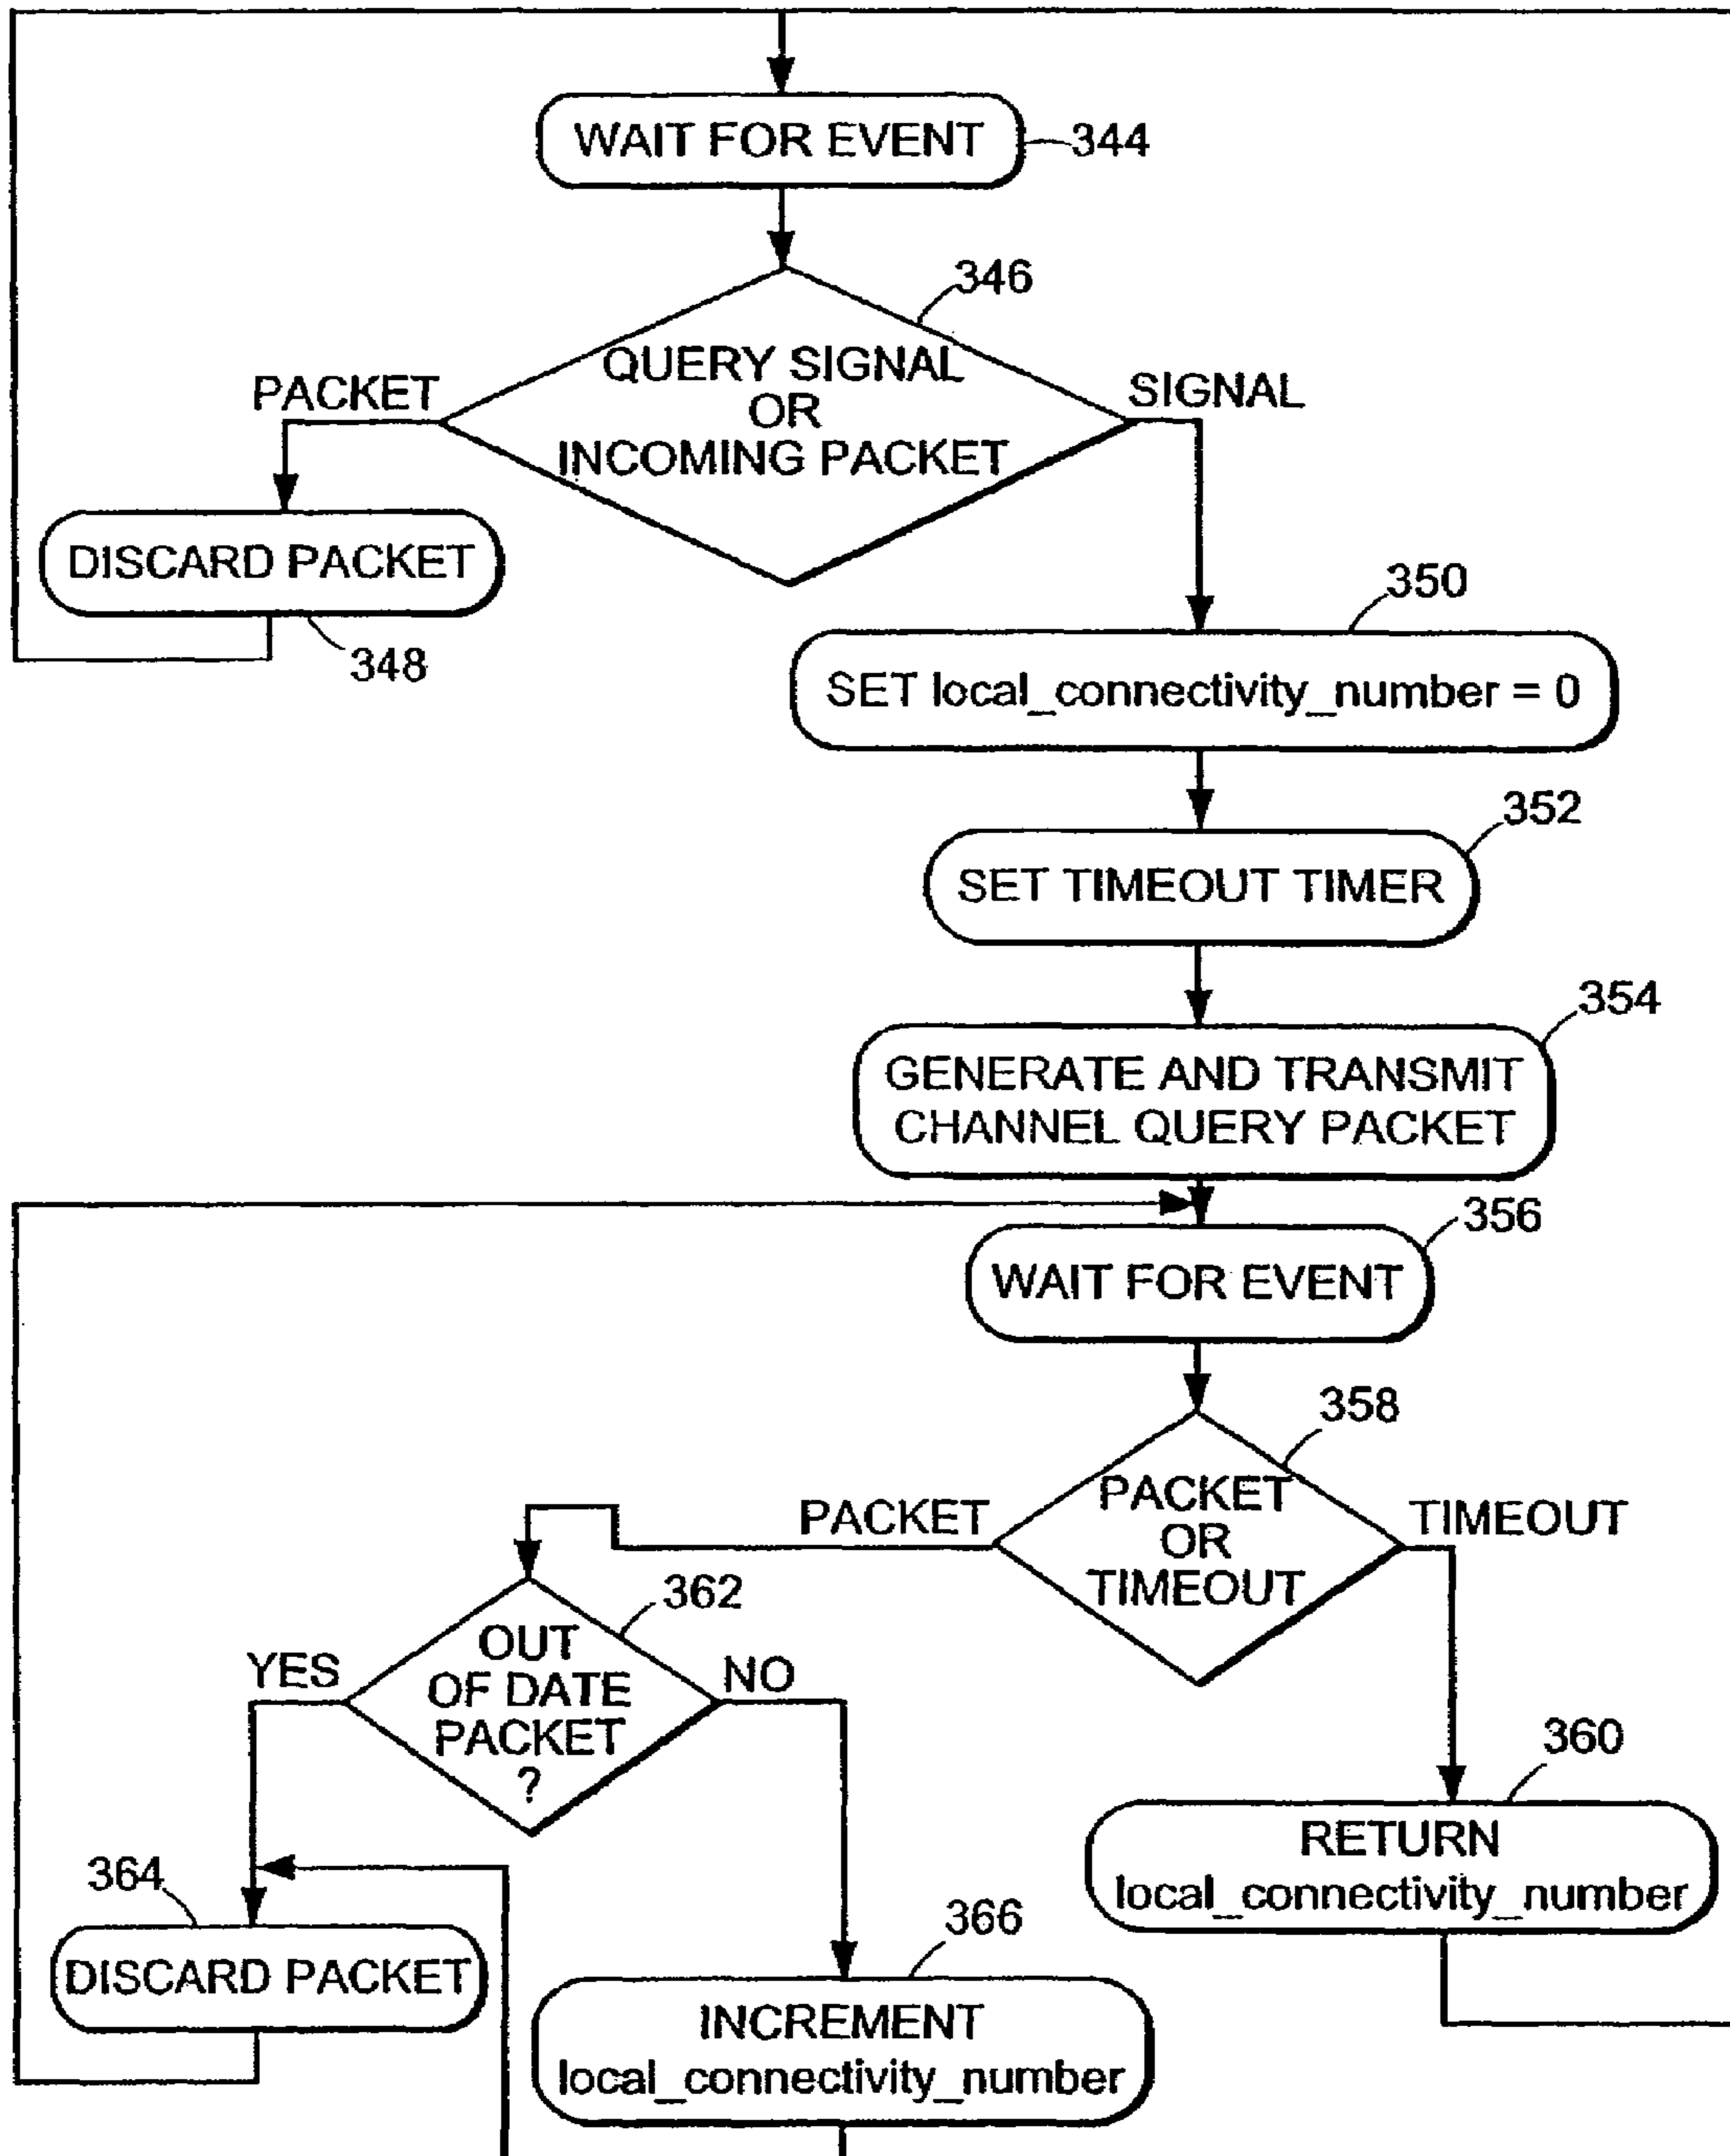 WAIT FOR EVENT
344
346
QUERY SIGNAL
OR
INCOMING PACKET
PACKET
SIGNAL
DISCARD PACKET
348
350
SET local_connectivity_number = 0
352
SET TIMEOUT TIMER
354
GENERATE AND TRANSMIT
CHANNEL QUERY PACKET
356
WAIT FOR EVENT
358
PACKET
OR
TIMEOUT
PACKET
TIMEOUT
362
OUT
OF DATE
PACKET
?
YES
NO
360
RETURN
local_connectivity_number
364
DISCARD PACKET
366
INCREMENT
local_connectivity_number